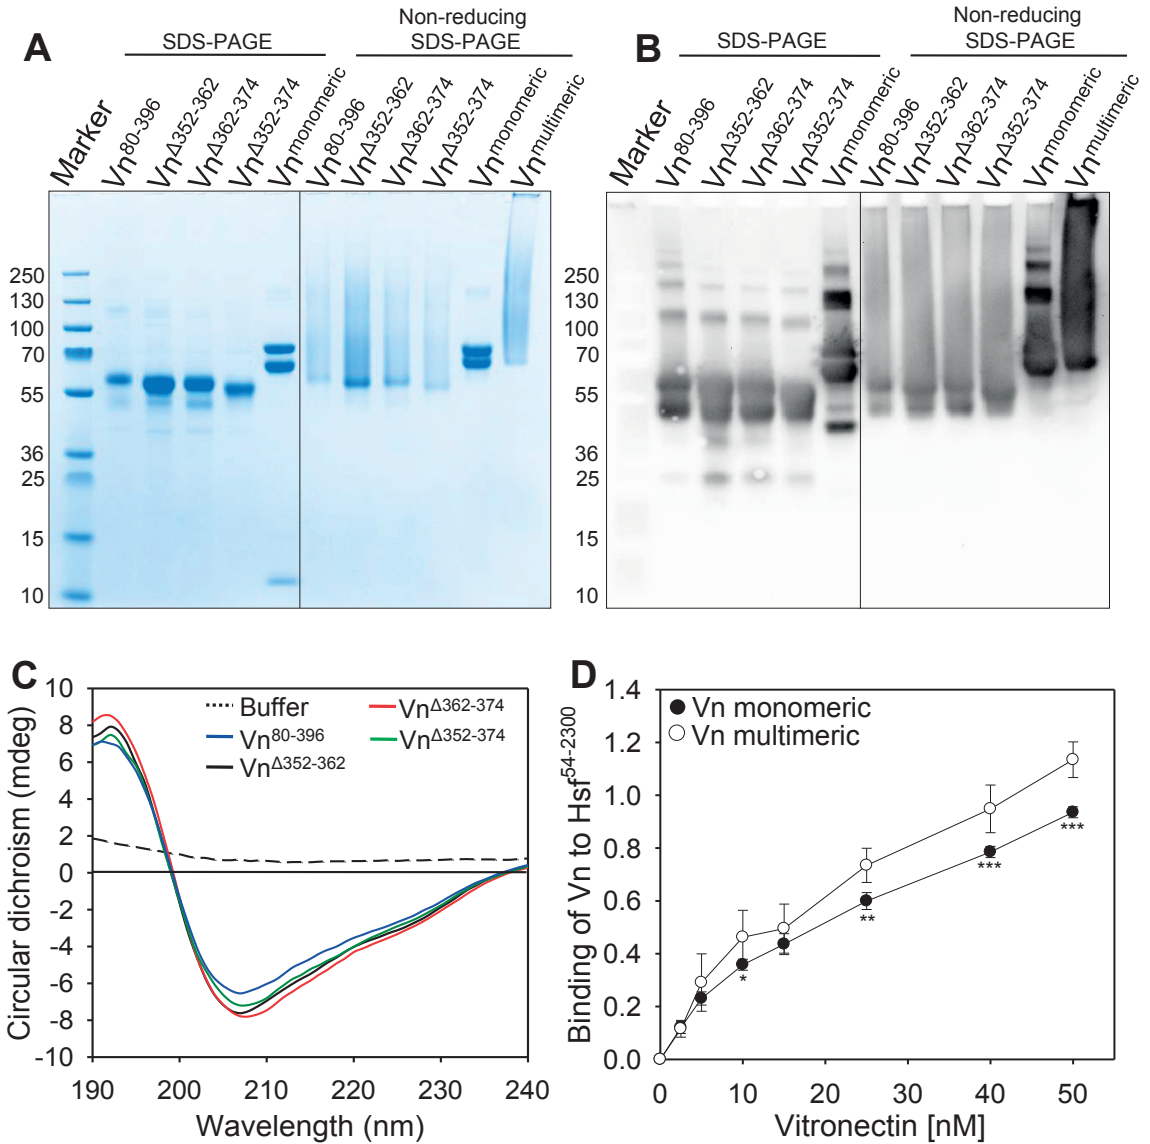 A
SDS-PAGE
Non-reducing
SDS-PAGE
Marker
Vn80-396
VnΔ352-362
VnΔ362-374
VnΔ352-374
Vnmonomeric
Vn80-396
VnΔ352-362
VnΔ362-374
VnΔ352-374
Vnmonomeric
Vnmultimeric
250
130
100
70
55
36
25
15
10
B
SDS-PAGE
Non-reducing
SDS-PAGE
Marker
Vn80-396
VnΔ352-362
VnΔ362-374
VnΔ352-374
Vnmonomeric
Vn80-396
VnΔ352-362
VnΔ362-374
VnΔ352-374
Vnmonomeric
Vnmultimeric
250
130
100
70
55
36
25
15
10
C
Circular dichroism (mdeg)
10
8
6
4
2
0
-2
-4
-6
-8
-10
Buffer
Vn80-396
VnΔ352-362
VnΔ362-374
VnΔ352-374
190 200 210 220 230 240
Wavelength (nm)
D
Binding of Vn to Hsf54-2300
1.4
1.2
1.0
0.8
0.6
0.4
0.2
0.0
Vn monomeric
Vn multimeric
*
**
***
***
0 10 20 30 40 50
Vitronectin [nM]